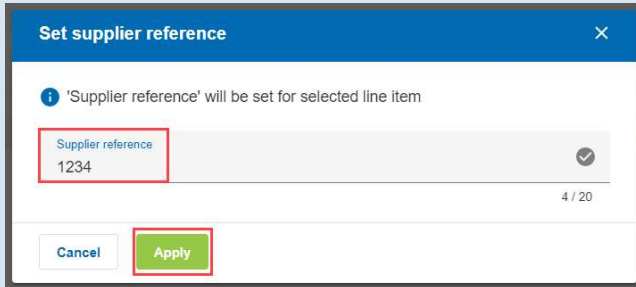 Set supplier reference
'Supplier reference' will be set for selected line item
Supplier reference
1234
4 / 20
Cancel Apply